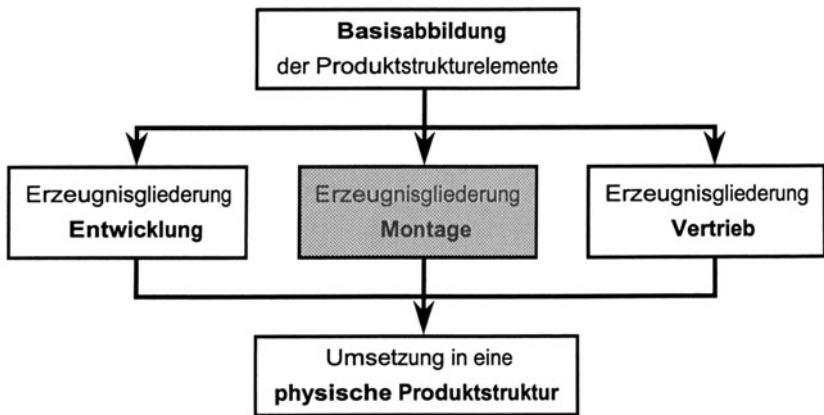 Basisabbildung
der Produktstrukturelemente
Erzeugnisgliederung
Entwicklung
Erzeugnisgliederung
Montage
Erzeugnisgliederung
Vertrieb
Umsetzung in eine
physische Produktstruktur